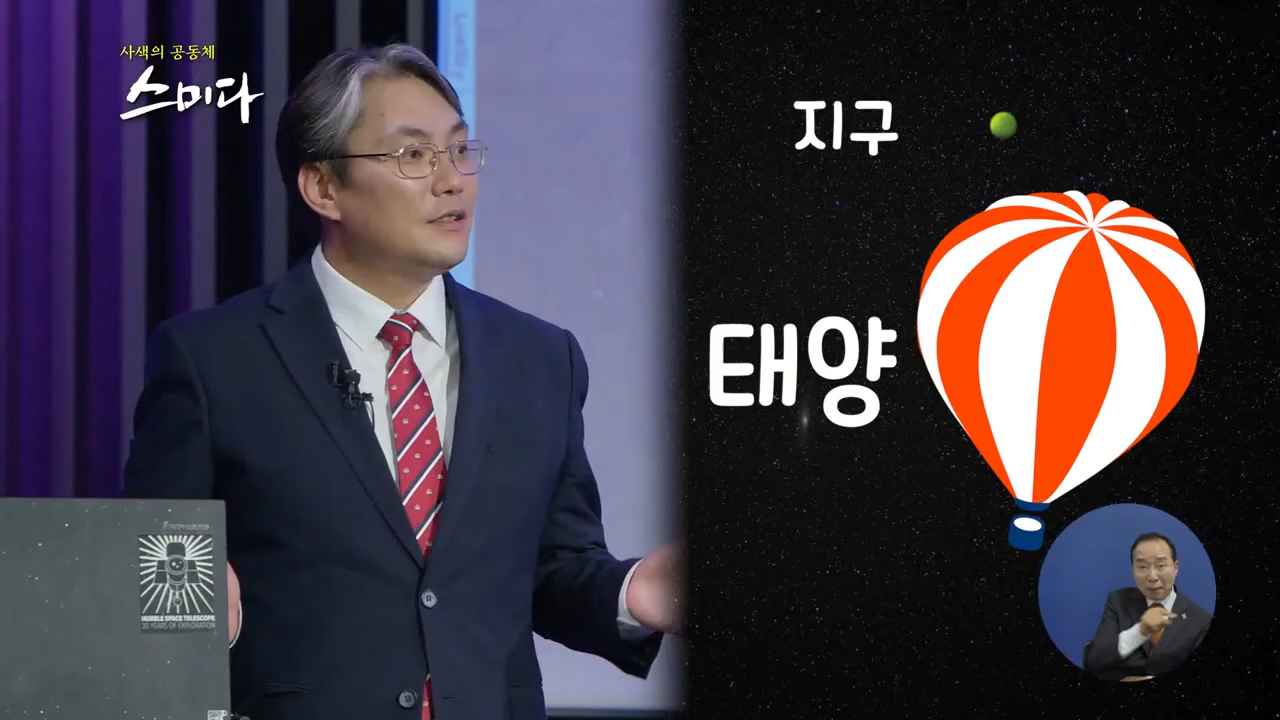 사색의 공동체
스미다
지구
태양
HUBBLE SPACE TELESCOPE
30 YEARS OF EXPLORATION